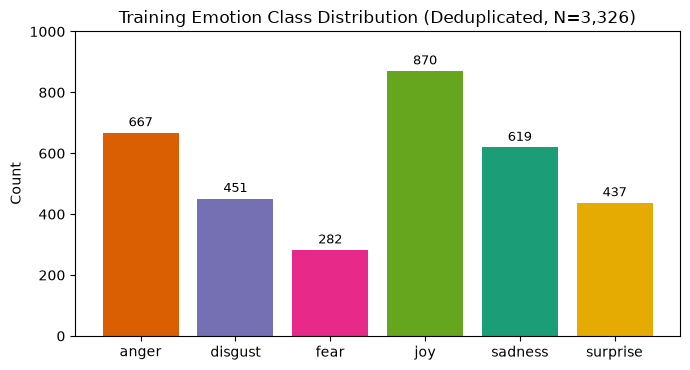 Training Emotion Class Distribution (Deduplicated, N=3,326)
Count
1000
800
600
400
200
0
667
451
282
870
619
437
anger
disgust
fear
joy
sadness
surprise